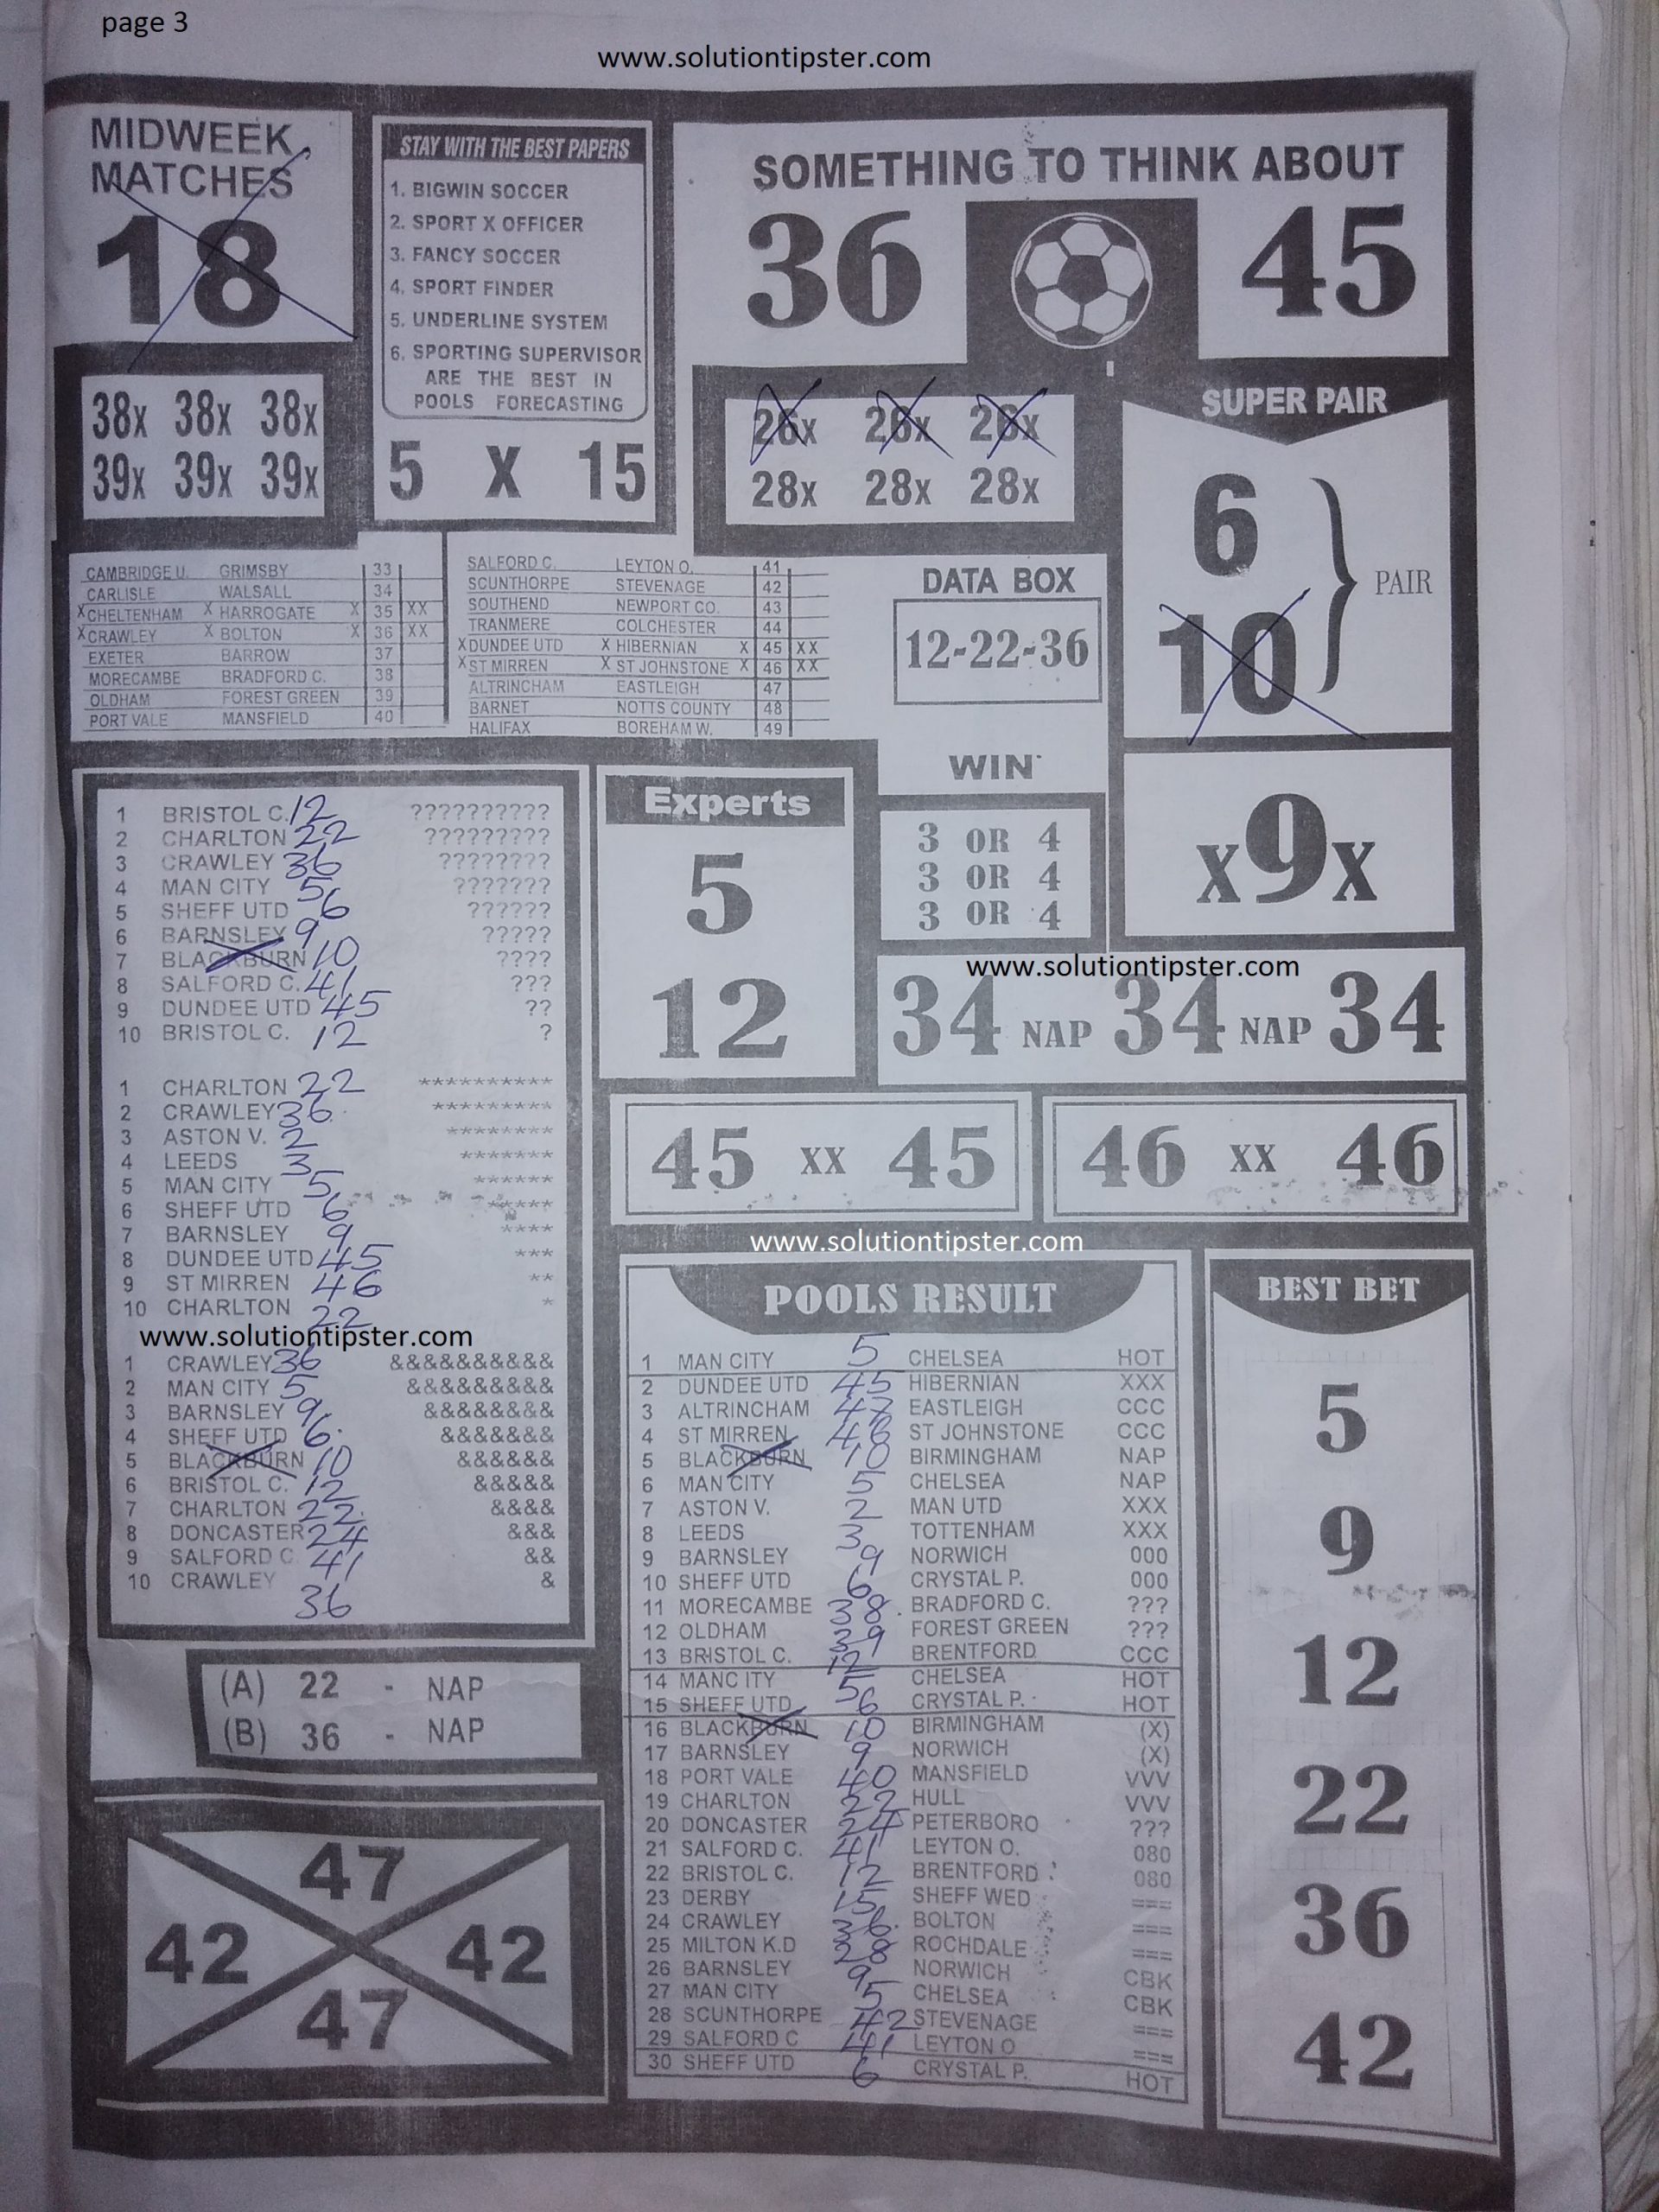 page 3
www.solutiontipster.com
MIDWEEK
MATCHES
18
STAY WITH THE BEST PAPERS
1. BIGWIN SOCCER
2. SPORT X OFFICER
3. FANCY SOCCER
4. SPORT FINDER
5. UNDERLINE SYSTEM
6. SPORTING SUPERVISOR
ARE THE BEST IN
POOLS FORECASTING
5 X 15
SOMETHING TO THINK ABOUT
36 45
38x 38x 38x
39x 39x 39x
26x 26x 26x
28x 28x 28x
SUPER PAIR
6
10
PAIR
CAMBRIDGE U. GRIMSBY 33
CARLISLE WALSALL 34
X CHELTENHAM X HARROGATE X 35 XX
X CRAWLEY X BOLTON X 36 XX
EXETER BARROW 37
MORECAMBE BRADFORD C. 38
OLDHAM FOREST GREEN 39
PORT VALE MANSFIELD 40
SALFORD C. LEYTON O. 41
SCUNTHORPE STEVENAGE 42
SOUTHEND NEWPORT CO. 43
TRANMERE COLCHESTER 44
X DUNDEE UTD X HIBERNIAN X 45 XX
X ST MIRREN X ST JOHNSTONE X 46 XX
ALTRINCHAM EASTLEIGH 47
BARNET NOTTS COUNTY 48
HALIFAX BOREHAM W. 49
DATA BOX
12-22-36
WIN
3 OR 4
3 OR 4
3 OR 4
X9X
1 BRISTOL C. 12 ??????????
2 CHARLTON 22 ?????????
3 CRAWLEY 36 ????????
4 MAN CITY 5 ???????
5 SHEFF UTD 6 ??????
6 BARNSLEY 9 ?????
7 BLACKBURN 10 ????
8 SALFORD C. 41 ???
9 DUNDEE UTD 45 ??
10 BRISTOL C. 12 ?
1 CHARLTON 22 **********
2 CRAWLEY 36 *********
3 ASTON V. 2 ********
4 LEEDS 3 *******
5 MAN CITY 5 ******
6 SHEFF UTD 6 *****
7 BARNSLEY 9 ****
8 DUNDEE UTD 45 ***
9 ST MIRREN 46 **
10 CHARLTON 22 *
www.solutiontipster.com
1 CRAWLEY 36 &&&&&&&&&&
2 MAN CITY 5 &&&&&&&&&
3 BARNSLEY 9 &&&&&&&&
4 SHEFF UTD 6 &&&&&&&
5 BLACKBURN 10 &&&&&&
6 BRISTOL C. 12 &&&&&
7 CHARLTON 22 &&&&
8 DONCASTER 24 &&&
9 SALFORD C. 41 &&
10 CRAWLEY &
36
Experts
5
12
www.solutiontipster.com
34 NAP 34 NAP 34
45 XX 45
46 XX 46
www.solutiontipster.com
POOLS RESULT
1 MAN CITY 5 CHELSEA HOT
2 DUNDEE UTD 45 HIBERNIAN XXX
3 ALTRINCHAM 47 EASTLEIGH CCC
4 ST MIRREN 46 ST JOHNSTONE CCC
5 BLACKBURN 10 BIRMINGHAM NAP
6 MAN CITY 5 CHELSEA NAP
7 ASTON V. 2 MAN UTD XXX
8 LEEDS 3 TOTTENHAM XXX
9 BARNSLEY 9 NORWICH 000
10 SHEFF UTD 6 CRYSTAL P. 000
11 MORECAMBE 38 BRADFORD C. ???
12 OLDHAM 39 FOREST GREEN ???
13 BRISTOL C. 12 BRENTFORD CCC
14 MANC ITY 5 CHELSEA HOT
15 SHEFF UTD 6 CRYSTAL P. HOT
16 BLACKBURN 10 BIRMINGHAM (X)
17 BARNSLEY 9 NORWICH (X)
18 PORT VALE 40 MANSFIELD VVV
19 CHARLTON 22 HULL VVV
20 DONCASTER 24 PETERBORO ???
21 SALFORD C. 41 LEYTON O. 080
22 BRISTOL C. 12 BRENTFORD 080
23 DERBY 15 SHEFF WED ===
24 CRAWLEY 36 BOLTON ===
25 MILTON K.D 28 ROCHDALE ===
26 BARNSLEY 9 NORWICH CBK
27 MAN CITY 5 CHELSEA CBK
28 SCUNTHORPE 42 STEVENAGE ===
29 SALFORD C 41 LEYTON O ===
30 SHEFF UTD 6 CRYSTAL P. HOT
BEST BET
5
9
12
22
36
42
(A) 22 - NAP
(B) 36 - NAP
47
42 42
47